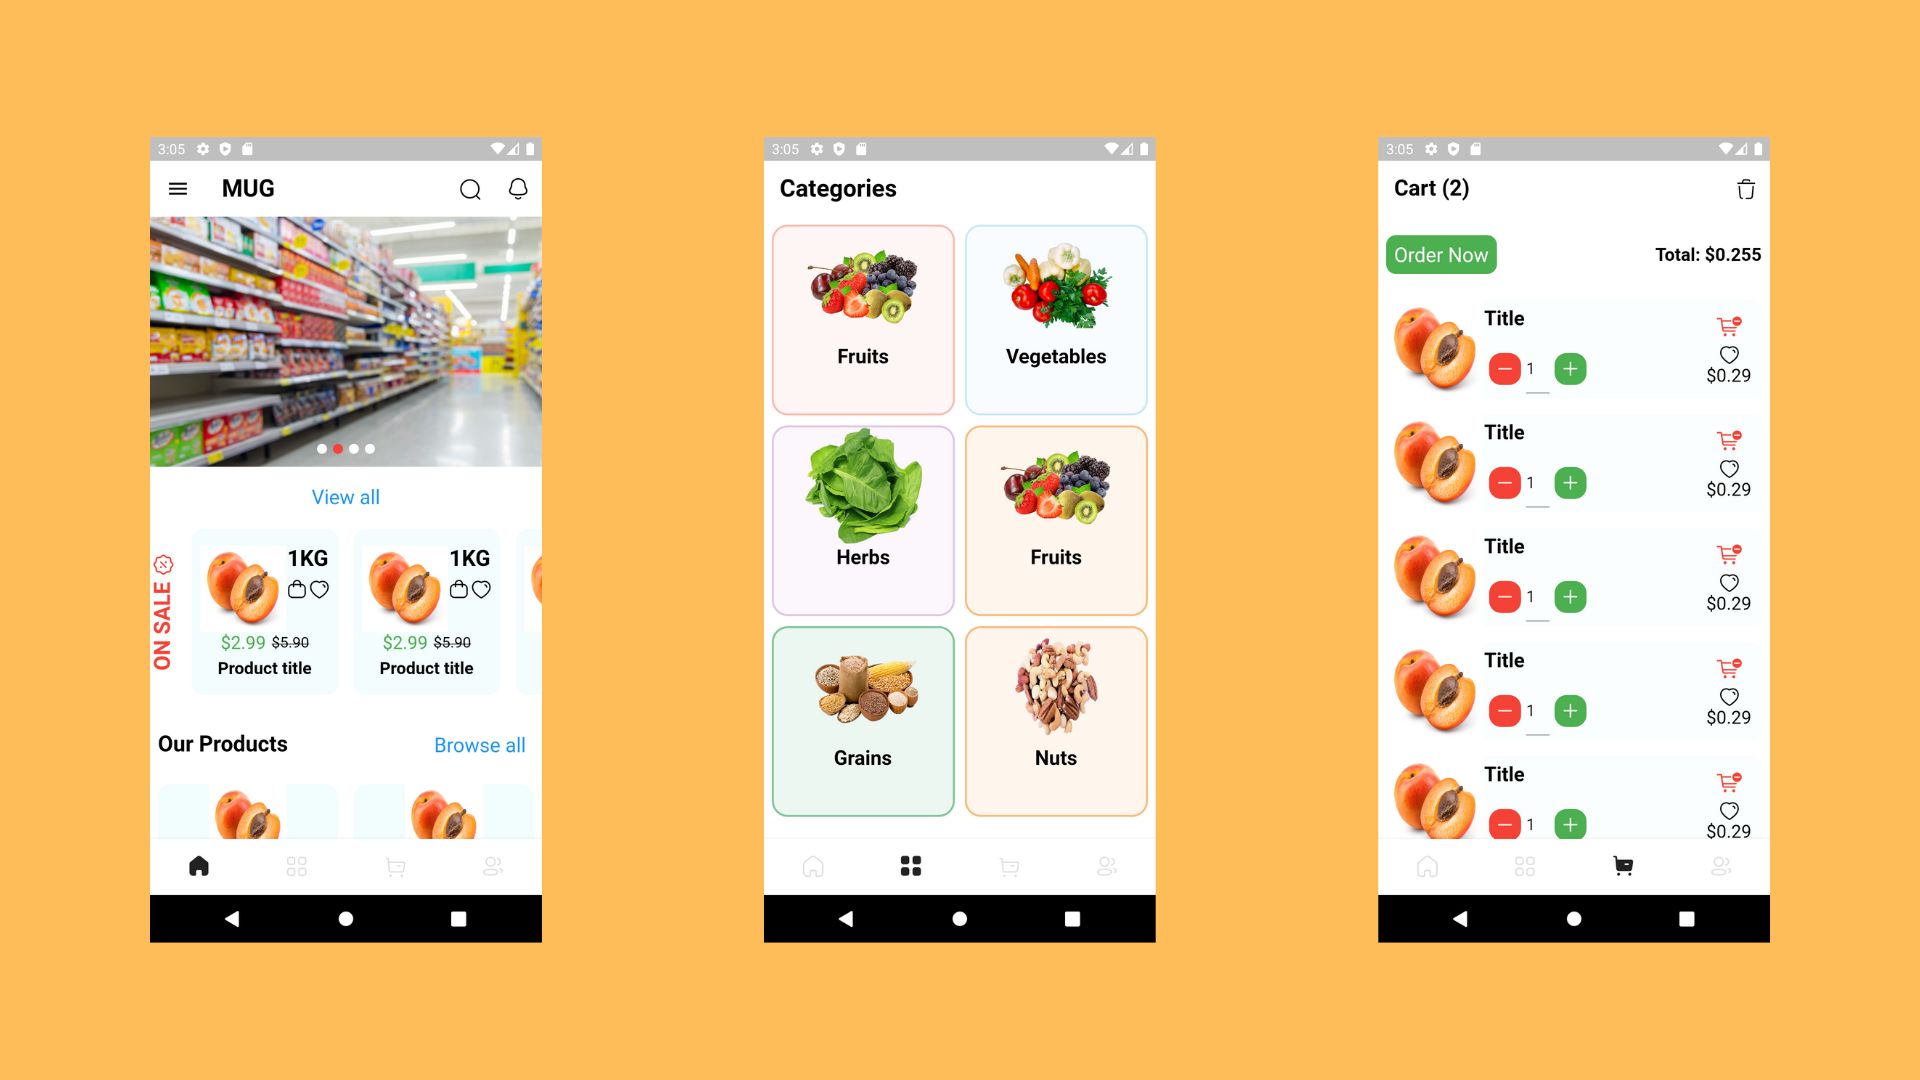 3:05
MUG
View all
ON SALE
1KG
1KG
$2.99 $5.90
$2.99 $5.90
Product title
Product title
Our Products
Browse all
3:05
Categories
Fruits
Vegetables
Herbs
Fruits
Grains
Nuts
3:05
Cart (2)
Order Now
Total: $0.255
Title
1
$0.29
Title
1
$0.29
Title
1
$0.29
Title
1
$0.29
Title
1
$0.29